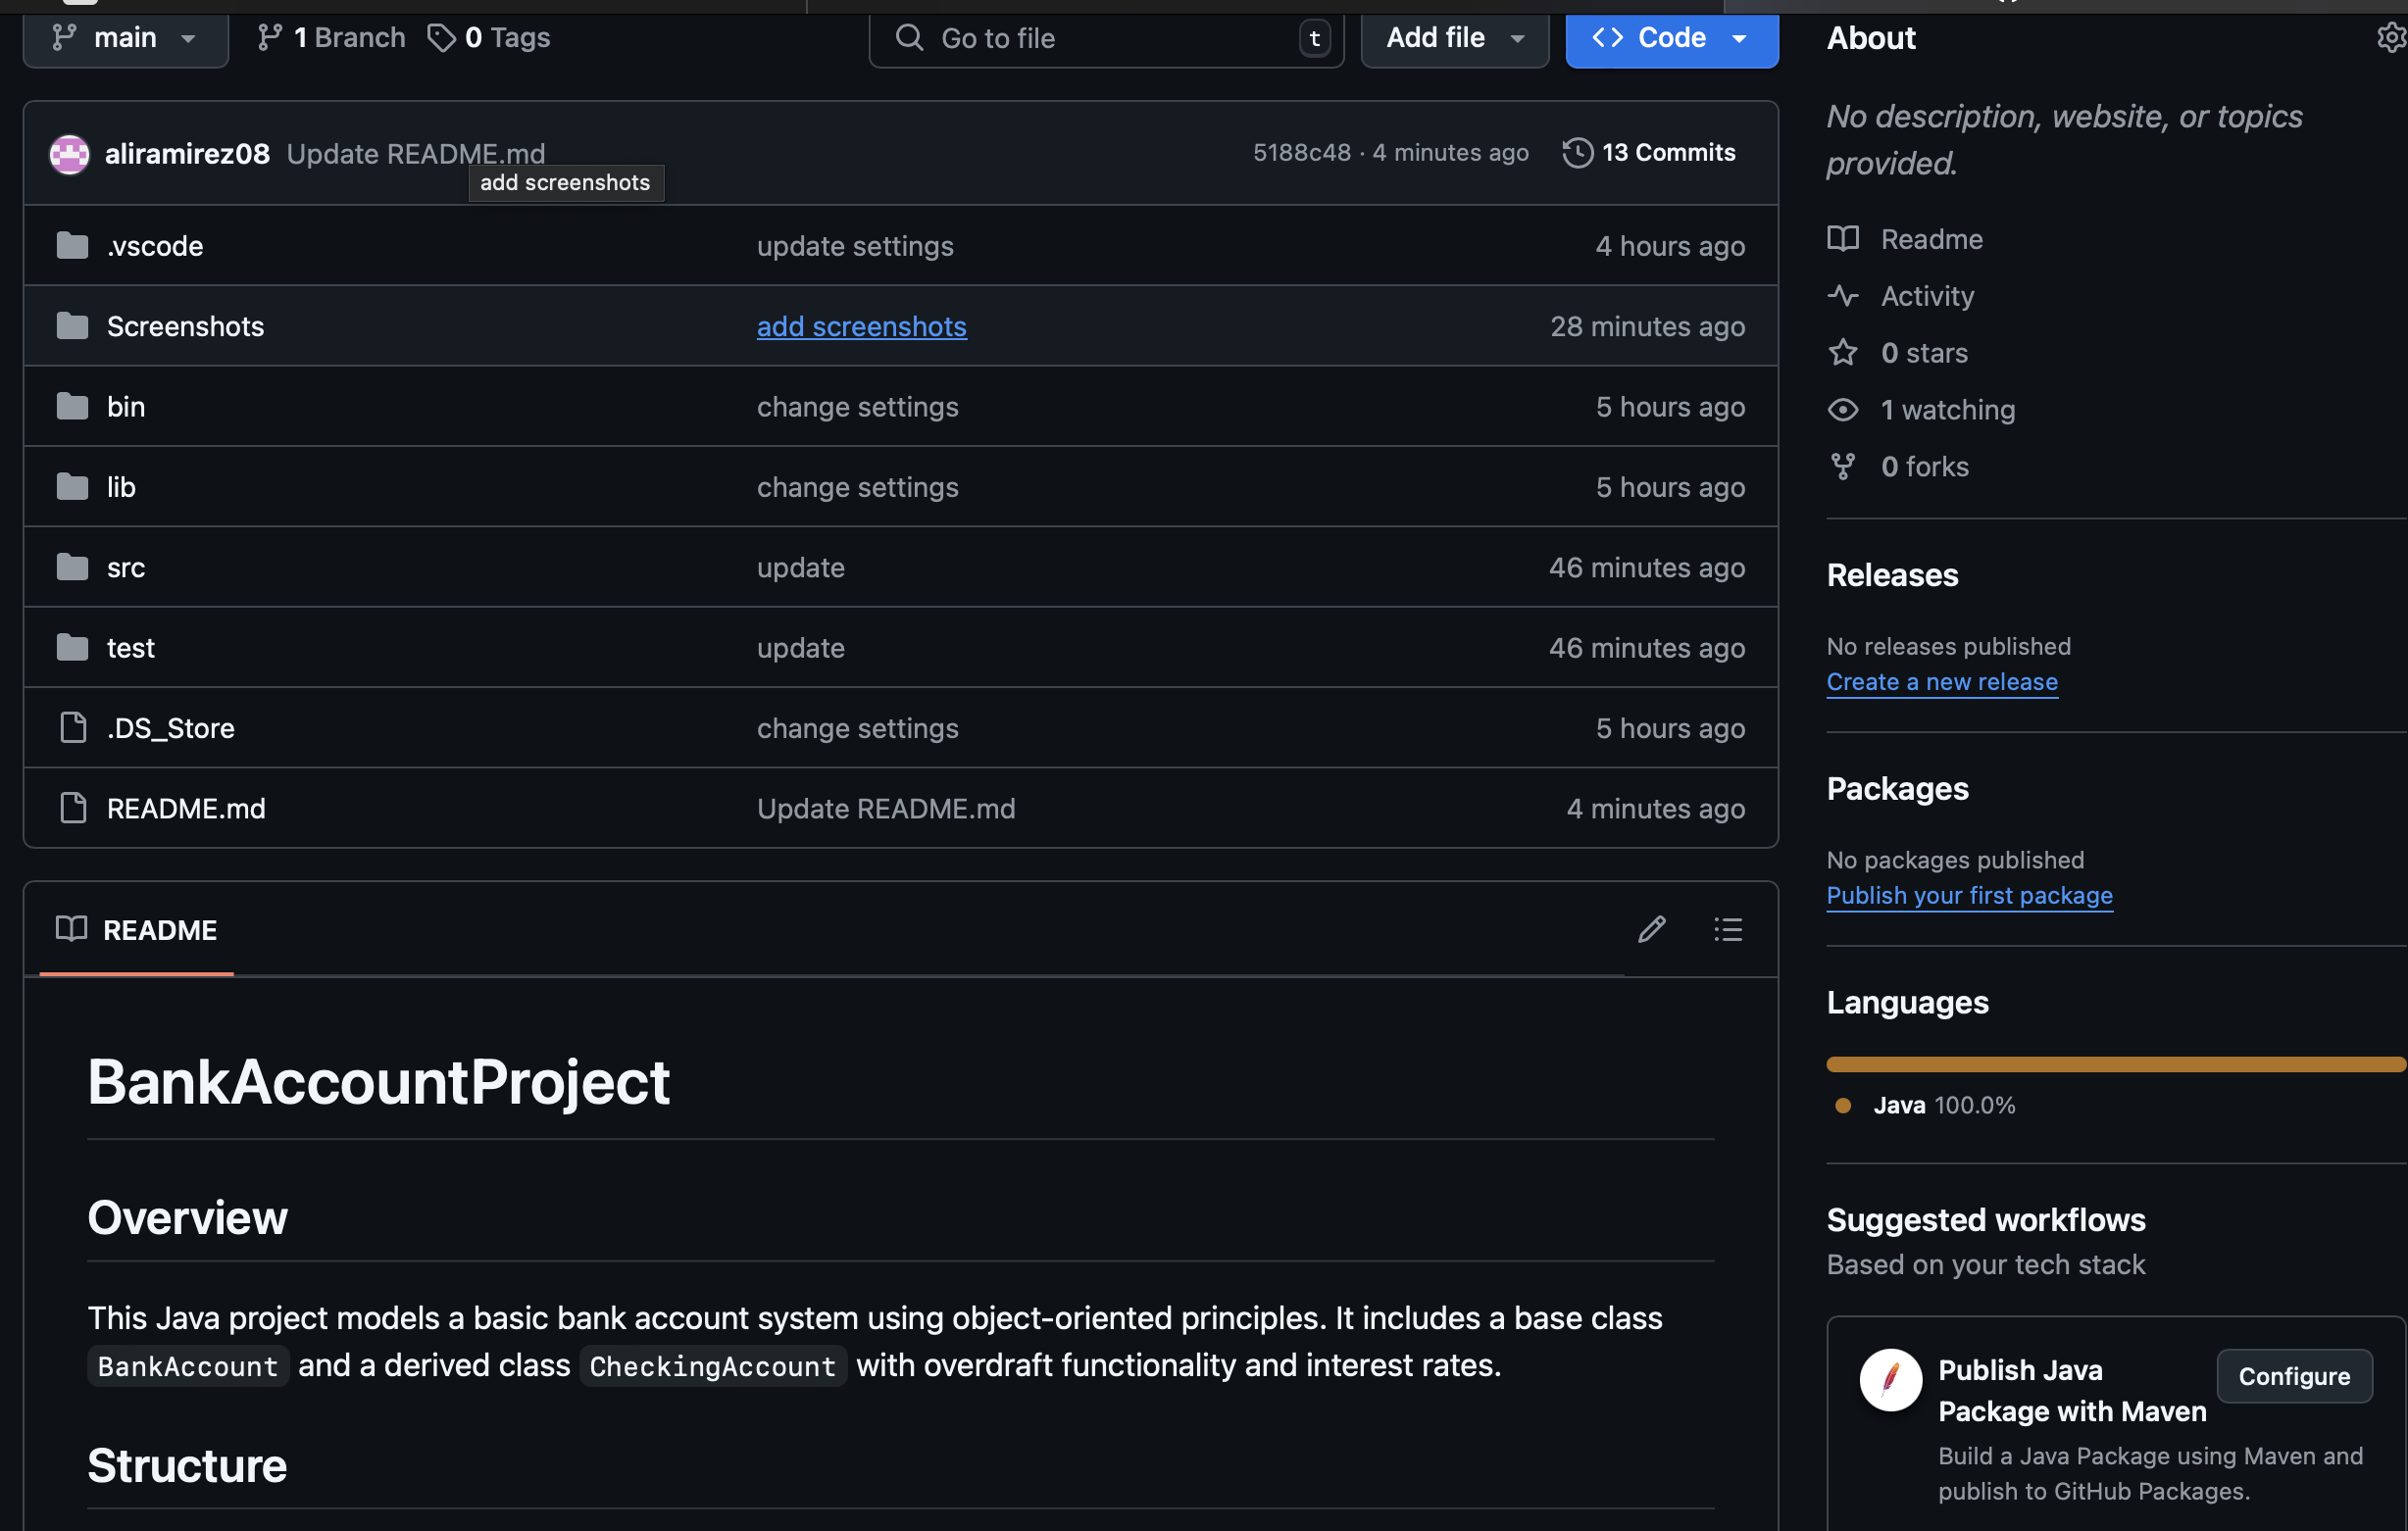 main
1 Branch
0 Tags
Go to file
t
Add file
Code
aliramirez08 Update README.md
5188c48 · 4 minutes ago
13 Commits
add screenshots
.vscode
update settings
4 hours ago
Screenshots
add screenshots
28 minutes ago
bin
change settings
5 hours ago
lib
change settings
5 hours ago
src
update
46 minutes ago
test
update
46 minutes ago
.DS_Store
change settings
5 hours ago
README.md
Update README.md
4 minutes ago
README
BankAccountProject
Overview
This Java project models a basic bank account system using object-oriented principles. It includes a base class
BankAccount and a derived class CheckingAccount with overdraft functionality and interest rates.
Structure
About
No description, website, or topics
provided.
Readme
Activity
0 stars
1 watching
0 forks
Releases
No releases published
Create a new release
Packages
No packages published
Publish your first package
Languages
Java 100.0%
Suggested workflows
Based on your tech stack
Publish Java
Package with Maven
Configure
Build a Java Package using Maven and
publish to GitHub Packages.